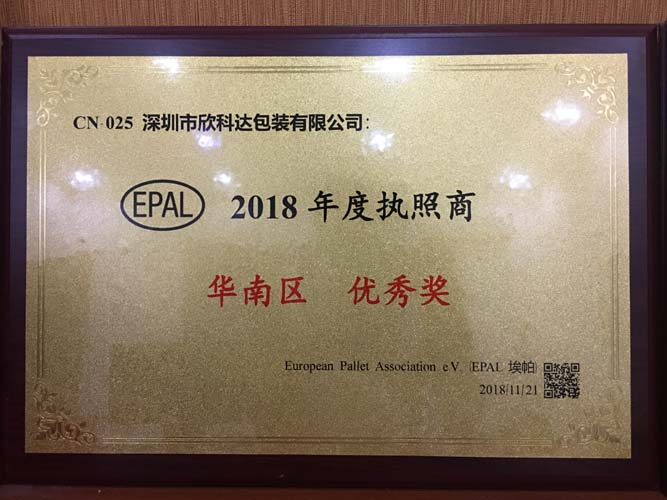 CN-025 深圳市欣科达包装有限公司:
EPAL 2018 年度执照商
华南区 优秀奖
European Pallet Association e.V. (EPAL 埃帕)
2018/11/21